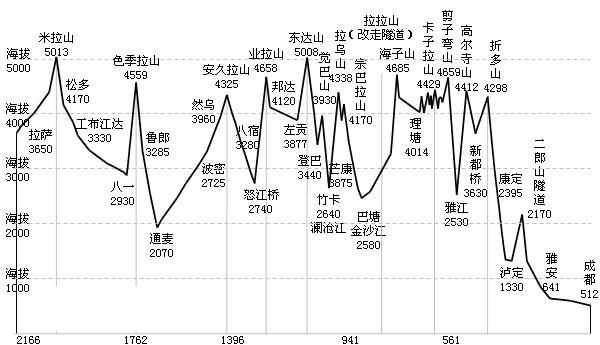 海拔
5000
海拔
4000
海拔
3000
海拔
2000
海拔
1000
拉萨
3650
米拉山
5013
松多
4170
工布江达
3330
八一
2930
色季拉山
4559
鲁郎
3285
通麦
2070
波密
2725
然乌
3960
安久拉山
4325
八宿
3280
怒江桥
2740
业拉山
4658
邦达
4120
左贡
3877
东达山
5008
登巴
3440
觉巴山
3930
竹卡
2640
澜沧江
拉乌山
4338
芒康
3875
宗巴拉山
4170
巴塘
金沙江
2580
拉拉山
(改走隧道)
海子山
4685
理塘
4014
卡子拉山
4429
剪子弯山
4659
雅江
2530
高尔寺山
4412
新都桥
3630
折多山
4298
康定
2395
泸定
1330
二郎山隧道
2170
雅安
641
成都
512
2166
1762
1396
941
561